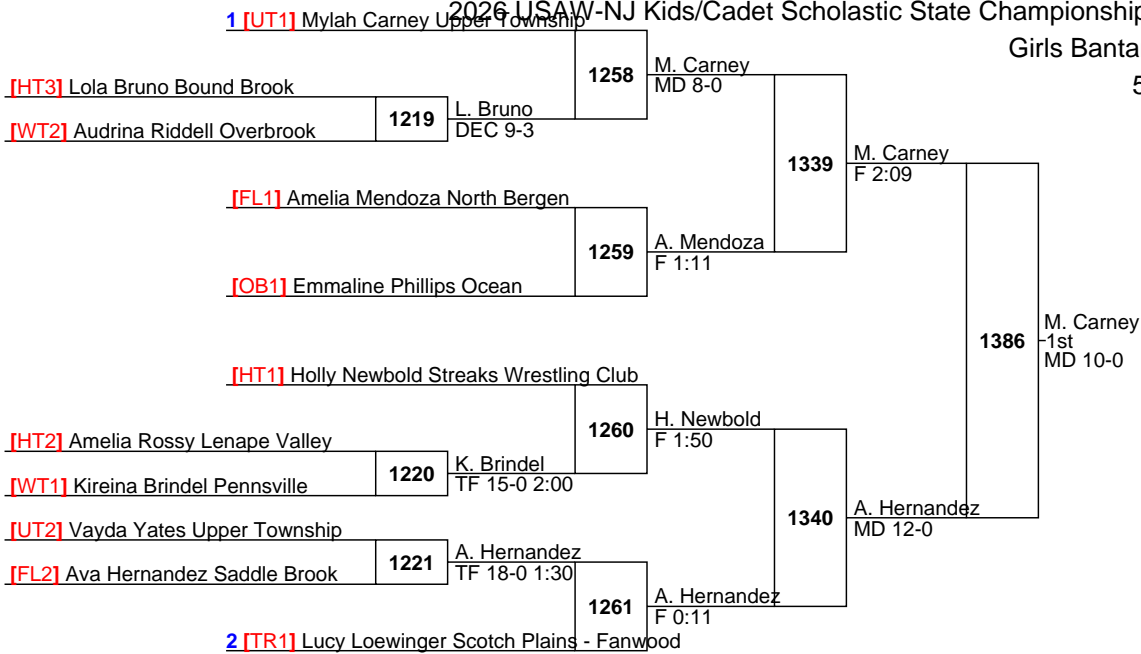 2026 USAW-NJ Kids/Cadet Scholastic State Championship
1 [UT1] Mylah Carney Upper Township
Girls Banta
5
1258
M. Carney
MD 8-0
[HT3] Lola Bruno Bound Brook
1219
L. Bruno
DEC 9-3
[WT2] Audrina Riddell Overbrook
1339
M. Carney
F 2:09
[FL1] Amelia Mendoza North Bergen
1259
A. Mendoza
F 1:11
[OB1] Emmaline Phillips Ocean
1386
M. Carney
1st
MD 10-0
[HT1] Holly Newbold Streaks Wrestling Club
1260
H. Newbold
F 1:50
[HT2] Amelia Rossy Lenape Valley
1220
K. Brindel
TF 15-0 2:00
[WT1] Kireina Brindel Pennsville
1340
A. Hernandez
MD 12-0
[UT2] Vayda Yates Upper Township
1221
A. Hernandez
TF 18-0 1:30
[FL2] Ava Hernandez Saddle Brook
1261
A. Hernandez
F 0:11
2 [TR1] Lucy Loewinger Scotch Plains - Fanwood